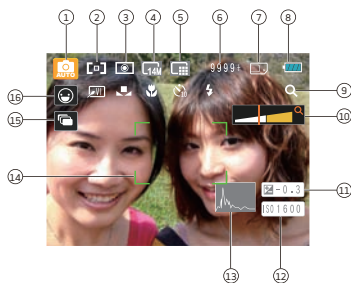 ① ② ③ ④ ⑤ ⑥ ⑦ ⑧
AUTO 14M 9999+
⑯ ⑨
⑮ ⑩
⑭ -0.3 ⑪
ISO1600
⑬ ⑫